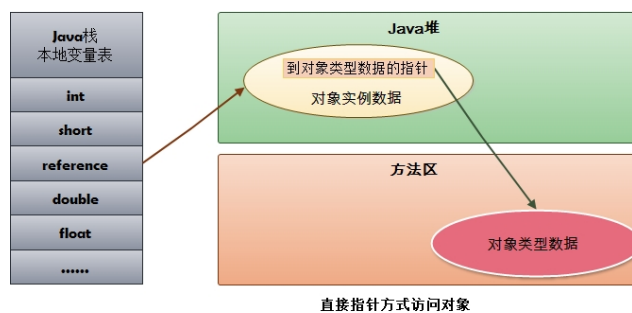 Java栈
本地变量表
int
short
reference
double
float
......
Java堆
到对象类型数据的指针
对象实例数据
方法区
对象类型数据
直接指针方式访问对象